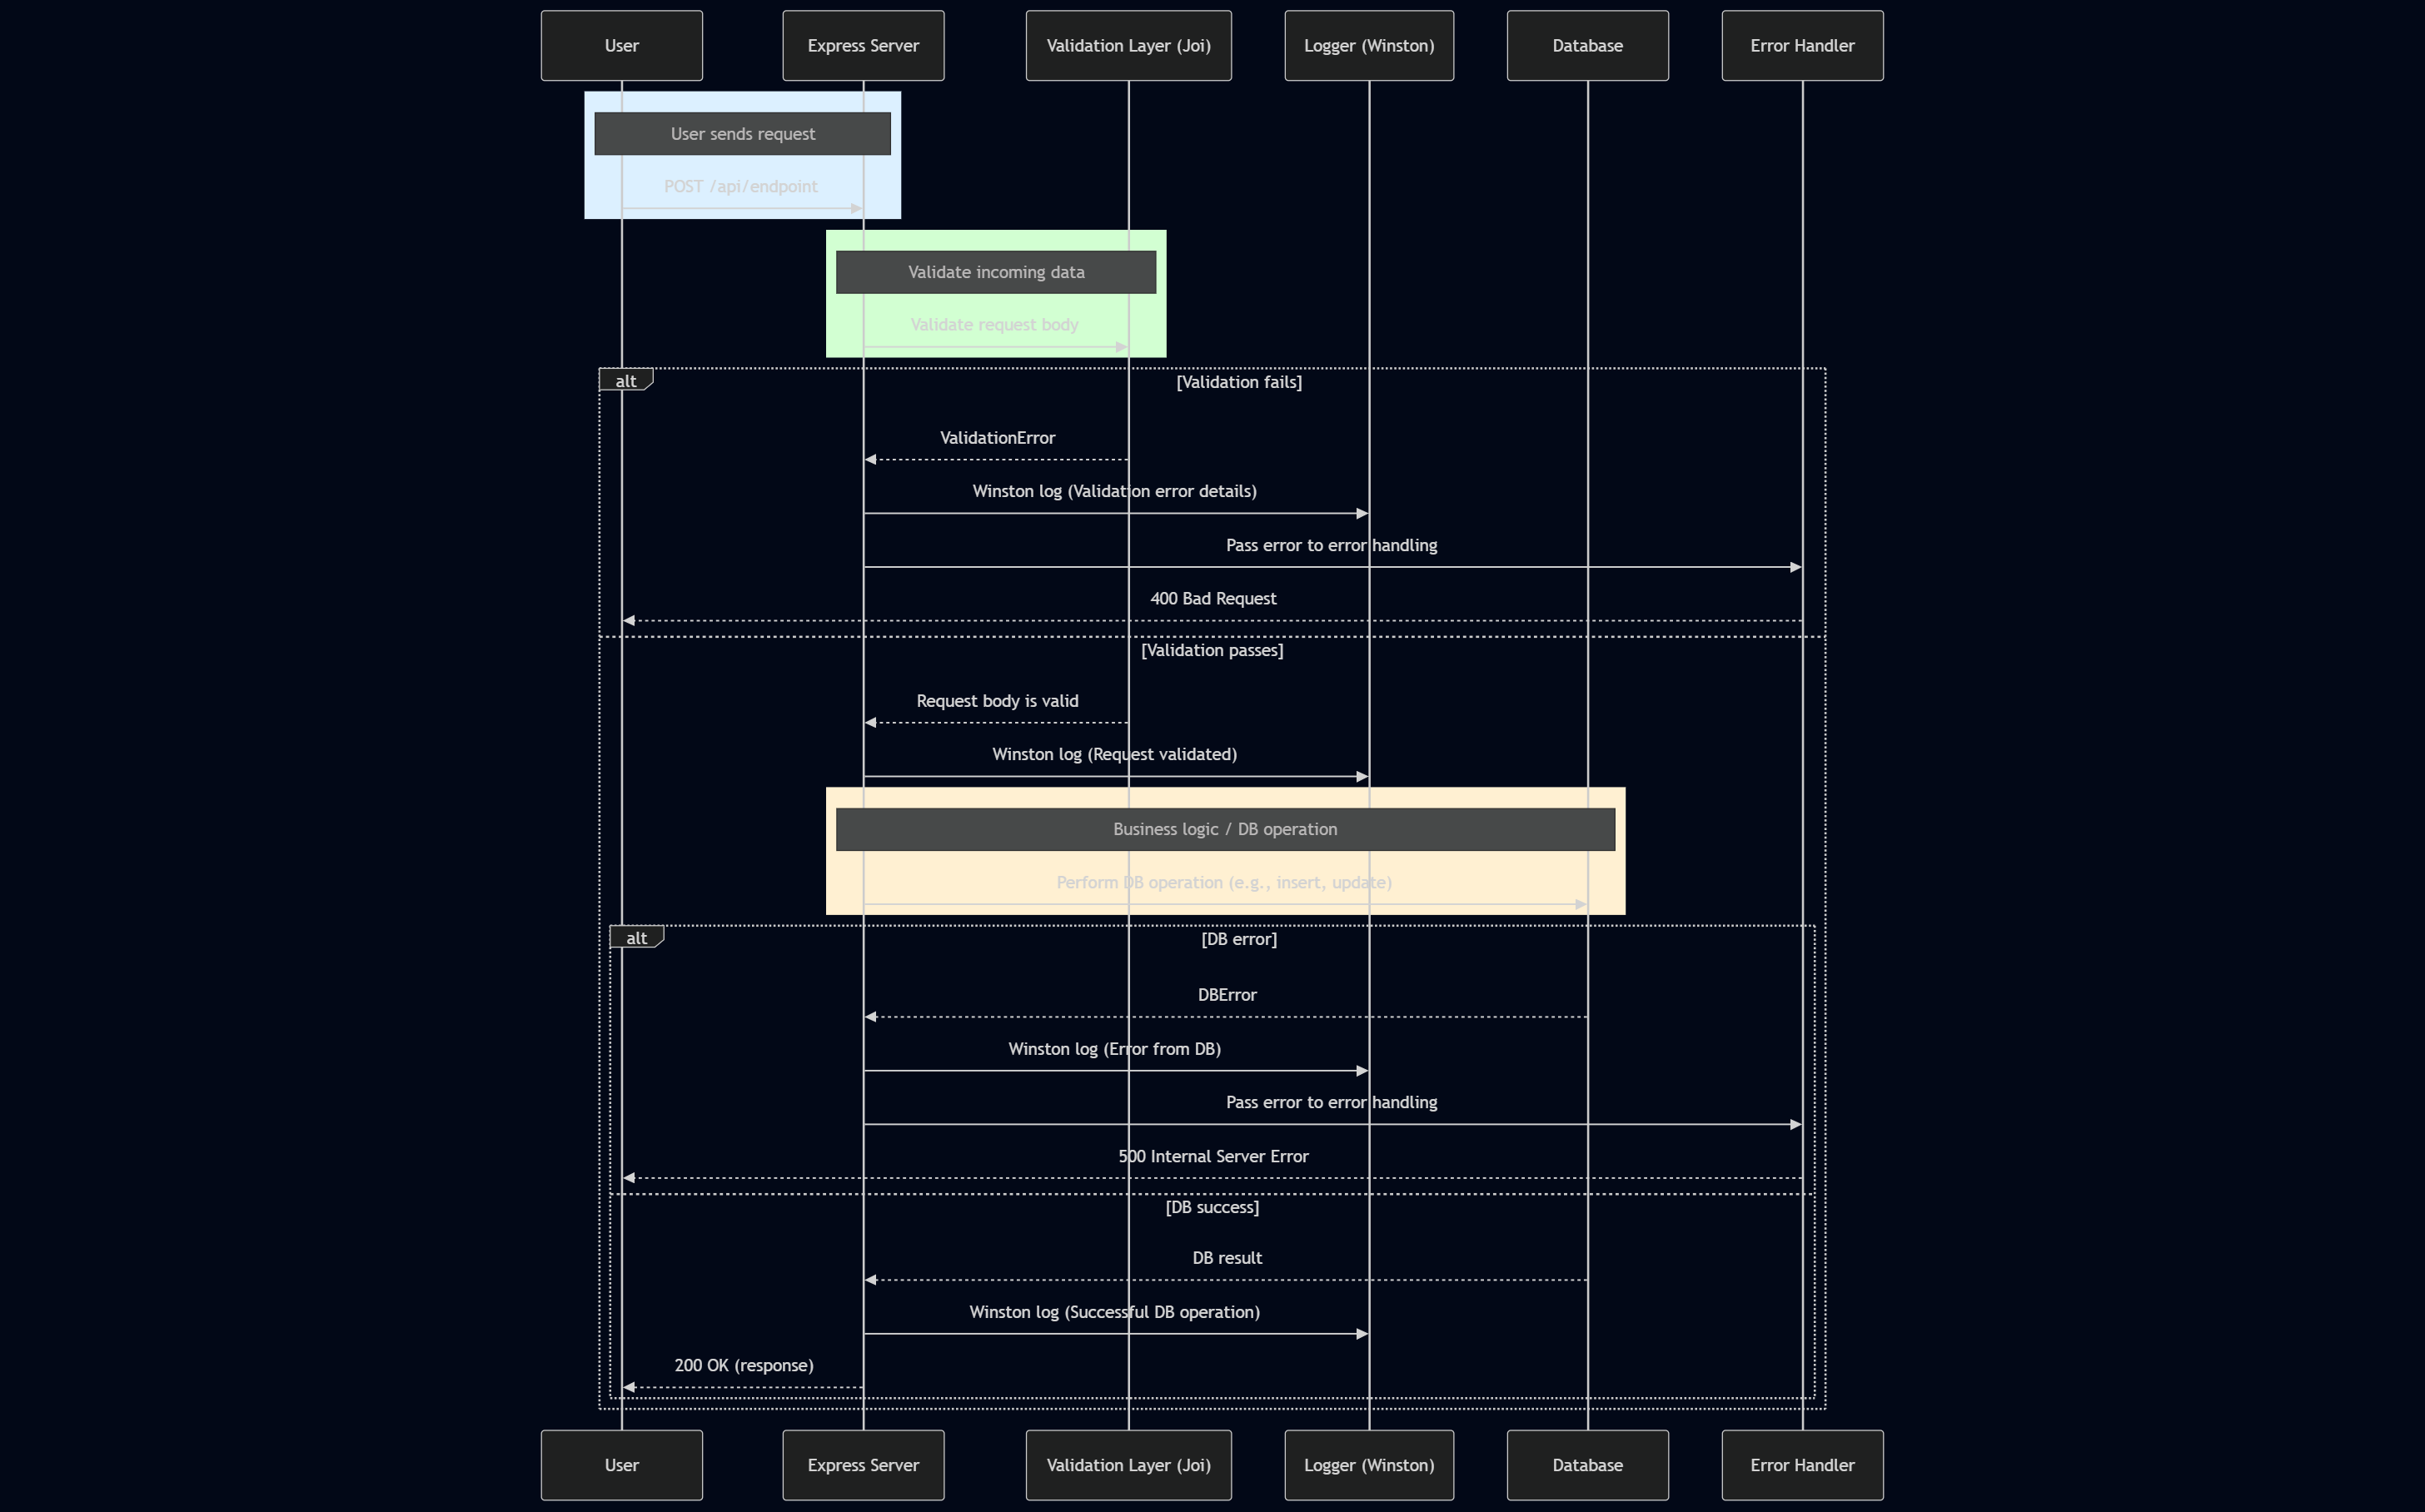 User
Express Server
Validation Layer (Joi)
Logger (Winston)
Database
Error Handler
User sends request
POST /api/endpoint
Validate incoming data
Validate request body
alt
[Validation fails]
ValidationError
Winston log (Validation error details)
Pass error to error handling
400 Bad Request
[Validation passes]
Request body is valid
Winston log (Request validated)
Business logic / DB operation
Perform DB operation (e.g., insert, update)
alt
[DB error]
DBError
Winston log (Error from DB)
Pass error to error handling
500 Internal Server Error
[DB success]
DB result
Winston log (Successful DB operation)
200 OK (response)
User
Express Server
Validation Layer (Joi)
Logger (Winston)
Database
Error Handler